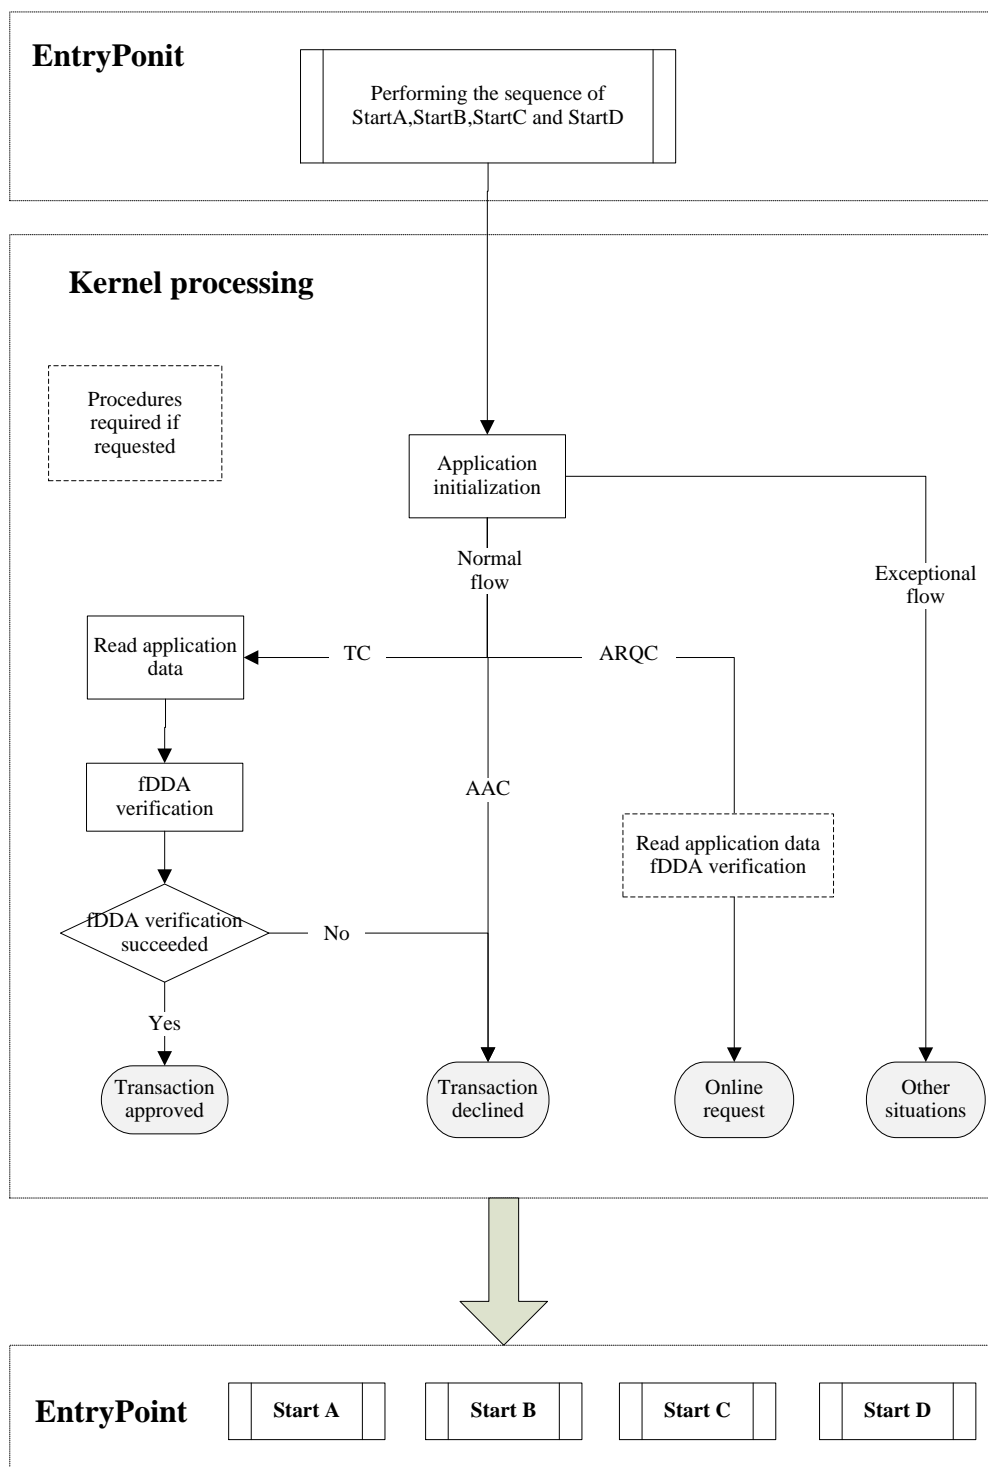 EntryPonit
Performing the sequence of
StartA,StartB,StartC and StartD
Kernel processing
Procedures
required if
requested
Application
initialization
Normal
flow
Exceptional
flow
Read application
data
TC
ARQC
fDDA
verification
AAC
Read application data
fDDA verification
fDDA verification
succeeded
No
Yes
Transaction
approved
Transaction
declined
Online
request
Other
situations
EntryPoint
Start A
Start B
Start C
Start D